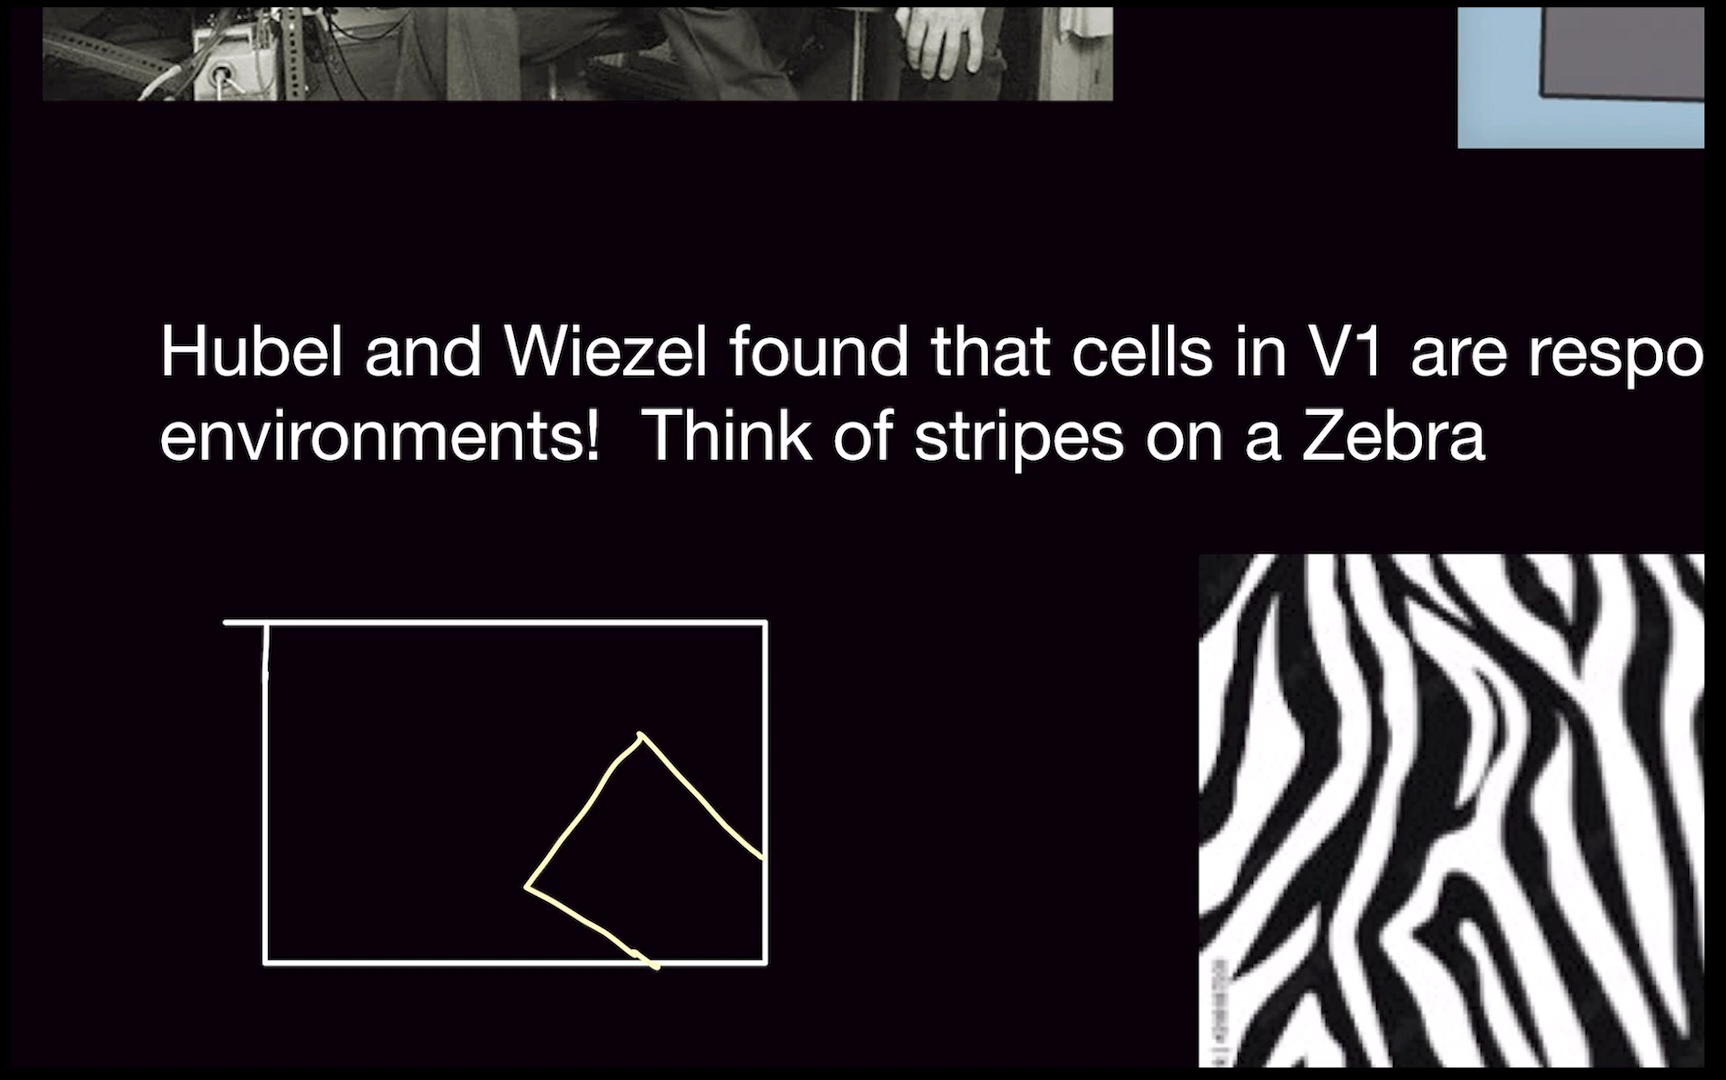 Hubel and Wiezel found that cells in V1 are respo
environments!  Think of stripes on a Zebra